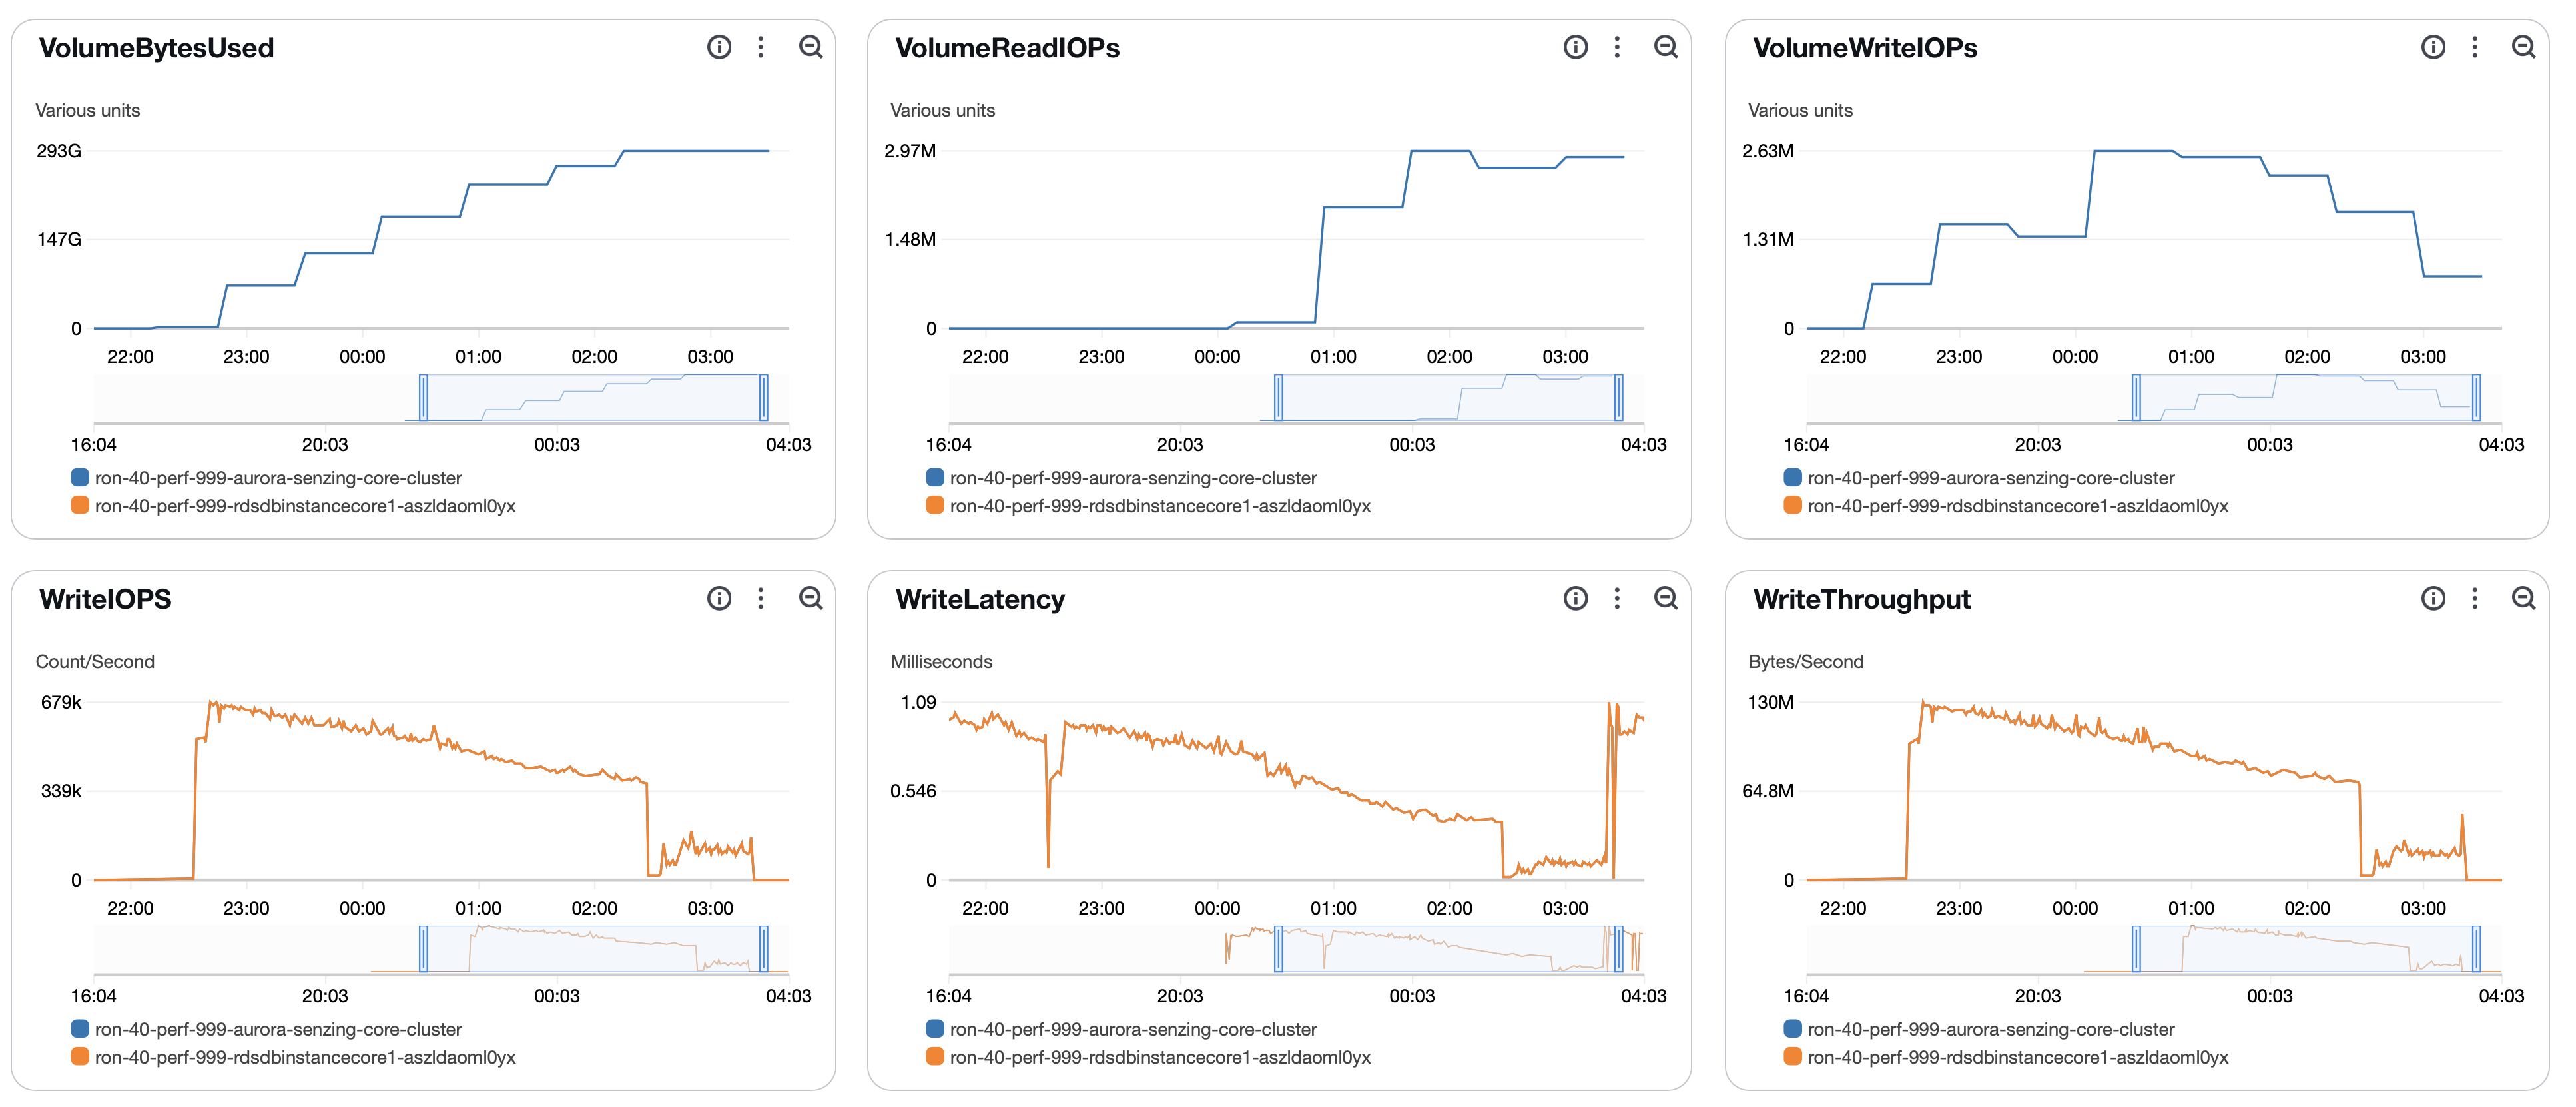 VolumeBytesUsed
Various units
293G
147G
0
22:00 23:00 00:00 01:00 02:00 03:00
16:04 20:03 00:03 04:03
ron-40-perf-999-aurora-senzing-core-cluster
ron-40-perf-999-rdsdbinstancecore1-aszldaoml0yx
VolumeReadIOPs
Various units
2.97M
1.48M
0
22:00 23:00 00:00 01:00 02:00 03:00
16:04 20:03 00:03 04:03
ron-40-perf-999-aurora-senzing-core-cluster
ron-40-perf-999-rdsdbinstancecore1-aszldaoml0yx
VolumeWriteIOPs
Various units
2.63M
1.31M
0
22:00 23:00 00:00 01:00 02:00 03:00
16:04 20:03 00:03 04:03
ron-40-perf-999-aurora-senzing-core-cluster
ron-40-perf-999-rdsdbinstancecore1-aszldaoml0yx
WriteIOPS
Count/Second
679k
339k
0
22:00 23:00 00:00 01:00 02:00 03:00
16:04 20:03 00:03 04:03
ron-40-perf-999-aurora-senzing-core-cluster
ron-40-perf-999-rdsdbinstancecore1-aszldaoml0yx
WriteLatency
Milliseconds
1.09
0.546
0
22:00 23:00 00:00 01:00 02:00 03:00
16:04 20:03 00:03 04:03
ron-40-perf-999-aurora-senzing-core-cluster
ron-40-perf-999-rdsdbinstancecore1-aszldaoml0yx
WriteThroughput
Bytes/Second
130M
64.8M
0
22:00 23:00 00:00 01:00 02:00 03:00
16:04 20:03 00:03 04:03
ron-40-perf-999-aurora-senzing-core-cluster
ron-40-perf-999-rdsdbinstancecore1-aszldaoml0yx